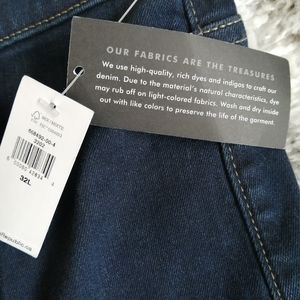 OUR FABRICS ARE THE TREASURES
We use high-quality, rich dyes and indigos to craft our
denim. Due to the material's natural characteristics, dye
may rub off on light-colored fabrics. Wash and dry inside
out with like colors to preserve the life of the garment.
MIX / MIXTE
32L